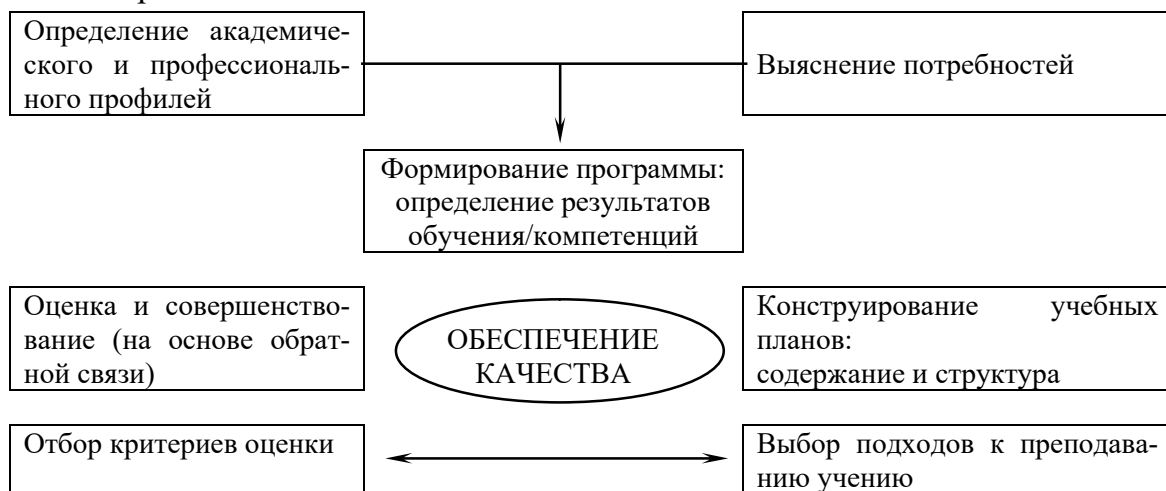 Определение академиче-
ского и профессиональ-
ного профилей
Выяснение потребностей
Формирование программы:
определение результатов
обучения/компетенций
Оценка и совершенство-
вание (на основе обрат-
ной связи)
ОБЕСПЕЧЕНИЕ
КАЧЕСТВА
Конструирование учебных
планов:
содержание и структура
Отбор критериев оценки
Выбор подходов к преподава-
нию учению